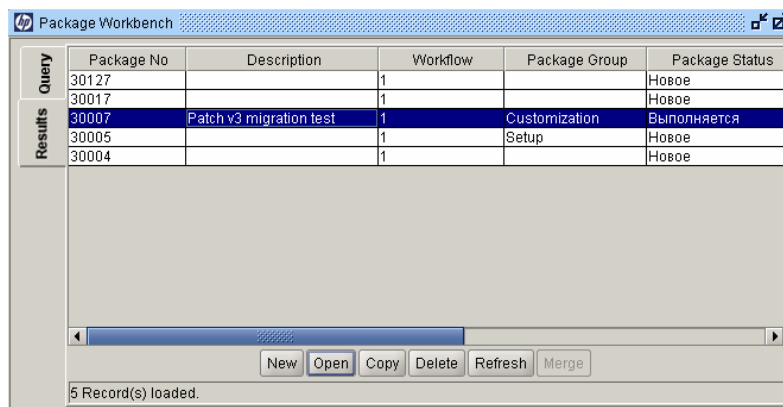 hp Package Workbench
Query
Results
Package No Description Workflow Package Group Package Status
30127 1 Новое
30017 1 Новое
30007 Patch v3 migration test 1 Customization Выполняется
30005 1 Setup Новое
30004 1 Новое
New Open Copy Delete Refresh Merge
5 Record(s) loaded.